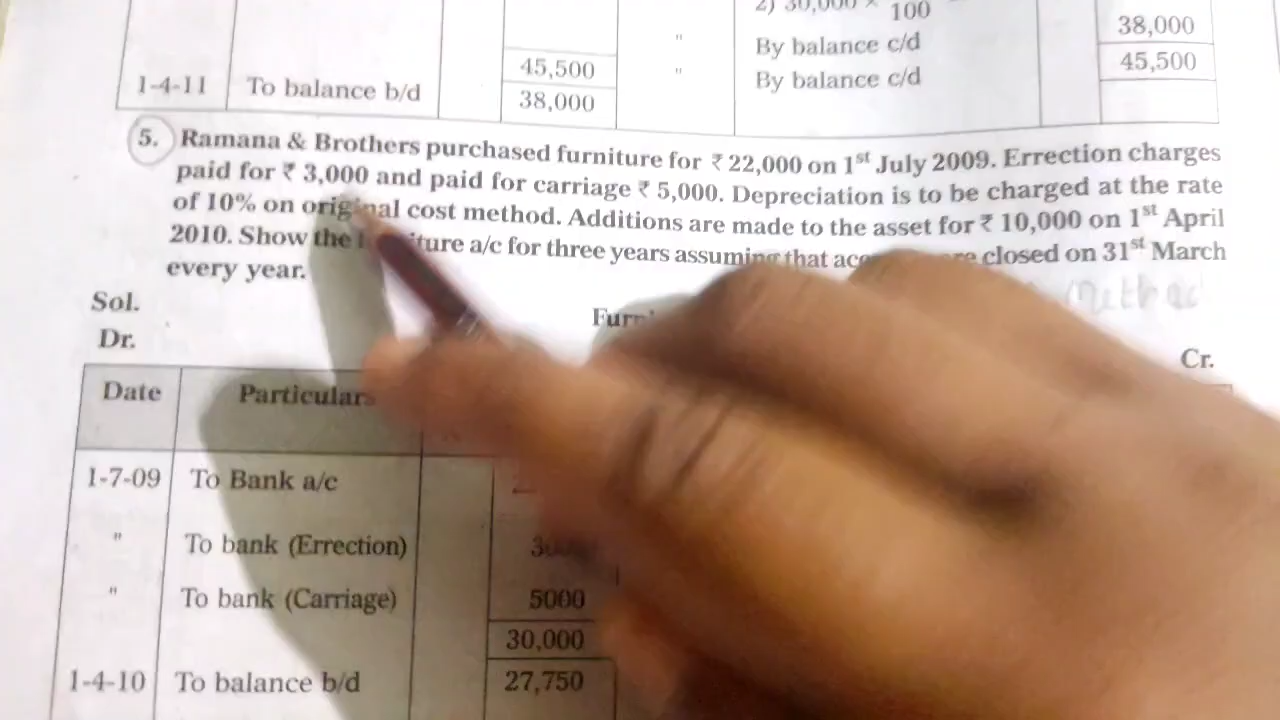 2) 30,000 × 100
38,000
45,500 " By balance c/d 45,500
1-4-11 To balance b/d 38,000 " By balance c/d
5. Ramana & Brothers purchased furniture for ₹ 22,000 on 1st July 2009. Errection charges
paid for ₹ 3,000 and paid for carriage ₹ 5,000. Depreciation is to be charged at the rate
of 10% on original cost method. Additions are made to the asset for ₹ 10,000 on 1st April
2010. Show the a/c for three years assuming that closed on 31st March
every year.
Sol.
Dr. Cr.
Date Particulars
1-7-09 To Bank a/c
" To bank (Errection)
" To bank (Carriage) 5000
30,000
1-4-10 To balance b/d 27,750